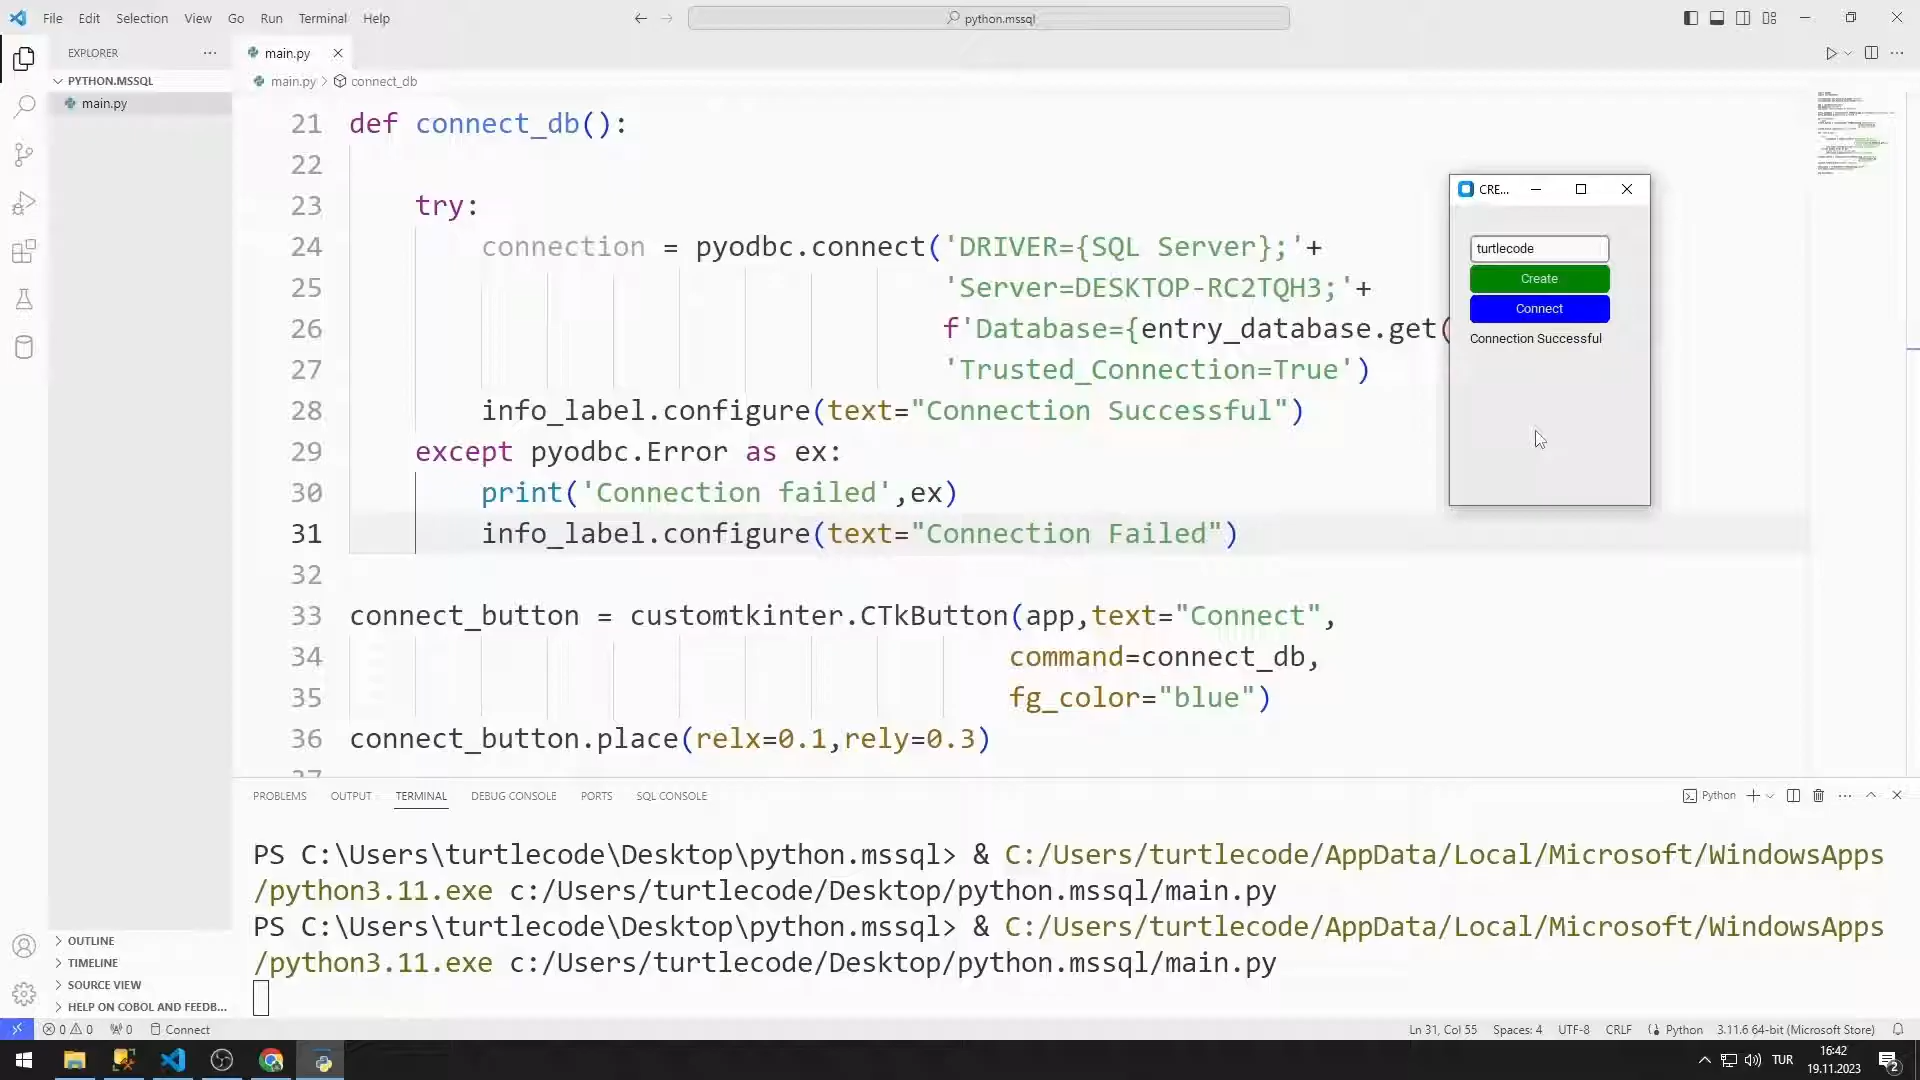 File Edit Selection View Go Run Terminal Help
python.mssql
EXPLORER
main.py
PYTHON.MSSQL
main.py > connect_db
main.py
21 def connect_db():
22
23 try:
24 connection = pyodbc.connect('DRIVER={SQL Server};'+
25 'Server=DESKTOP-RC2TQH3;'+
26 f'Database={entry_database.get(
27 'Trusted_Connection=True')
28 info_label.configure(text="Connection Successful")
29 except pyodbc.Error as ex:
30 print('Connection failed',ex)
31 info_label.configure(text="Connection Failed")
32
33 connect_button = customtkinter.CTkButton(app,text="Connect",
34 command=connect_db,
35 fg_color="blue")
36 connect_button.place(relx=0.1,rely=0.3)
37
CRE...
turtlecode
Create
Connect
Connection Successful
PROBLEMS OUTPUT TERMINAL DEBUG CONSOLE PORTS SQL CONSOLE
Python
PS C:\Users\turtlecode\Desktop\python.mssql> & C:/Users/turtlecode/AppData/Local/Microsoft/WindowsApps
/python3.11.exe c:/Users/turtlecode/Desktop/python.mssql/main.py
PS C:\Users\turtlecode\Desktop\python.mssql> & C:/Users/turtlecode/AppData/Local/Microsoft/WindowsApps
/python3.11.exe c:/Users/turtlecode/Desktop/python.mssql/main.py
OUTLINE
TIMELINE
SOURCE VIEW
HELP ON COBOL AND FEEDB...
0 0 0 Connect
Ln 31, Col 55 Spaces: 4 UTF-8 CRLF Python 3.11.6 64-bit (Microsoft Store)
TUR
16:42
19.11.2023
2